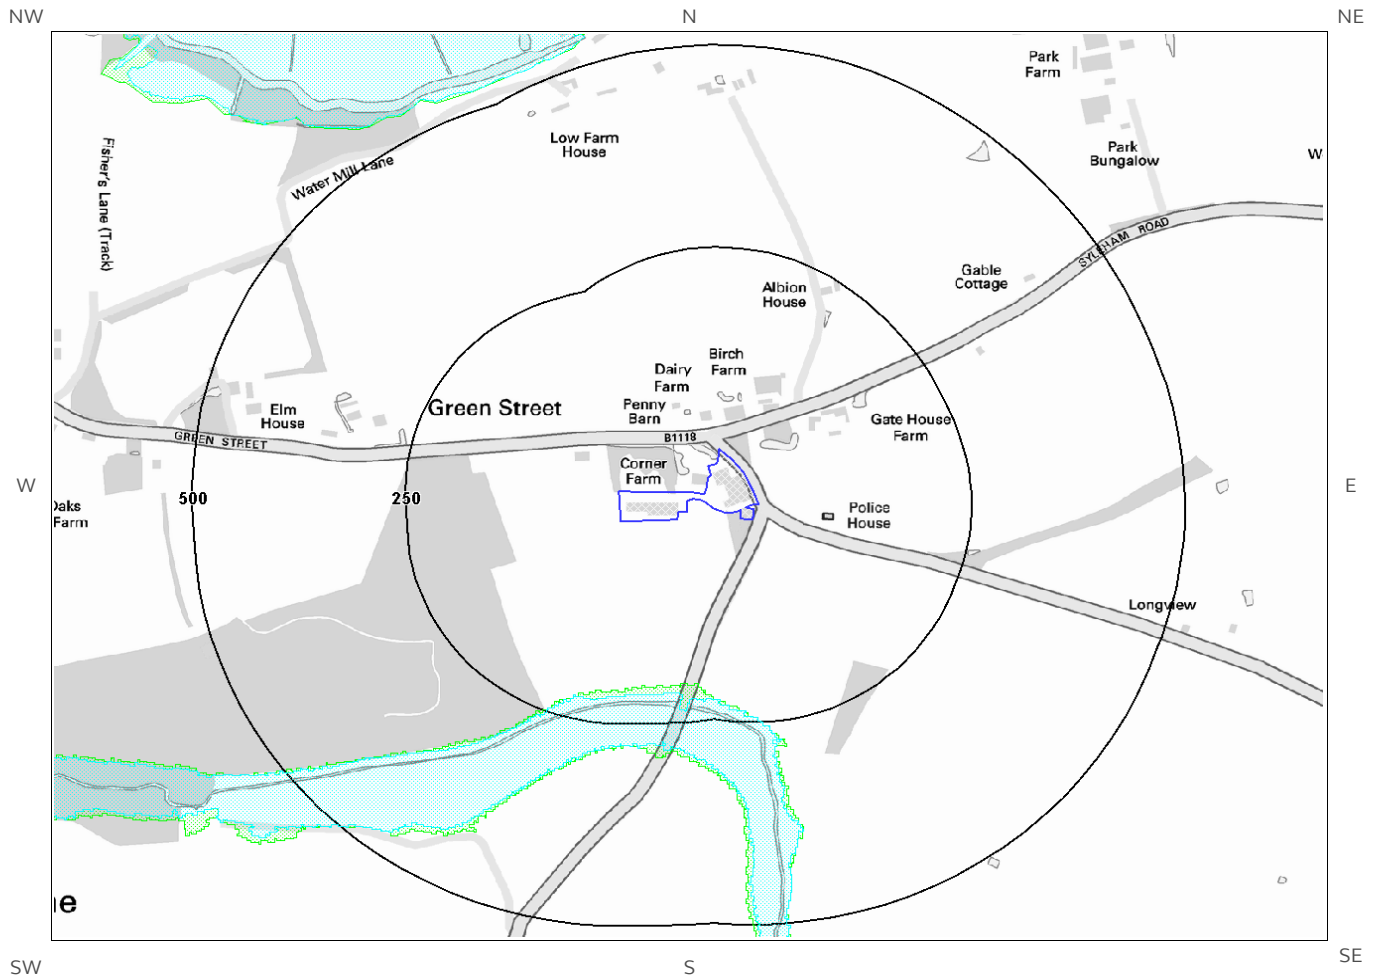 NW
N
NE
Park
Farm
Low Farm
House
Park
Bungalow
W
Fisher's Lane (Track)
Water Mill Lane
SYLEHAM ROAD
Gable
Cottage
Albion
House
Birch
Farm
Dairy
Farm
Penny
Barn
Elm
House
Green Street
Gate House
Farm
GREEN STREET
B1118
Corner
Farm
W
E
500
250
Oaks
Farm
Police
House
Longview
SW
S
SE